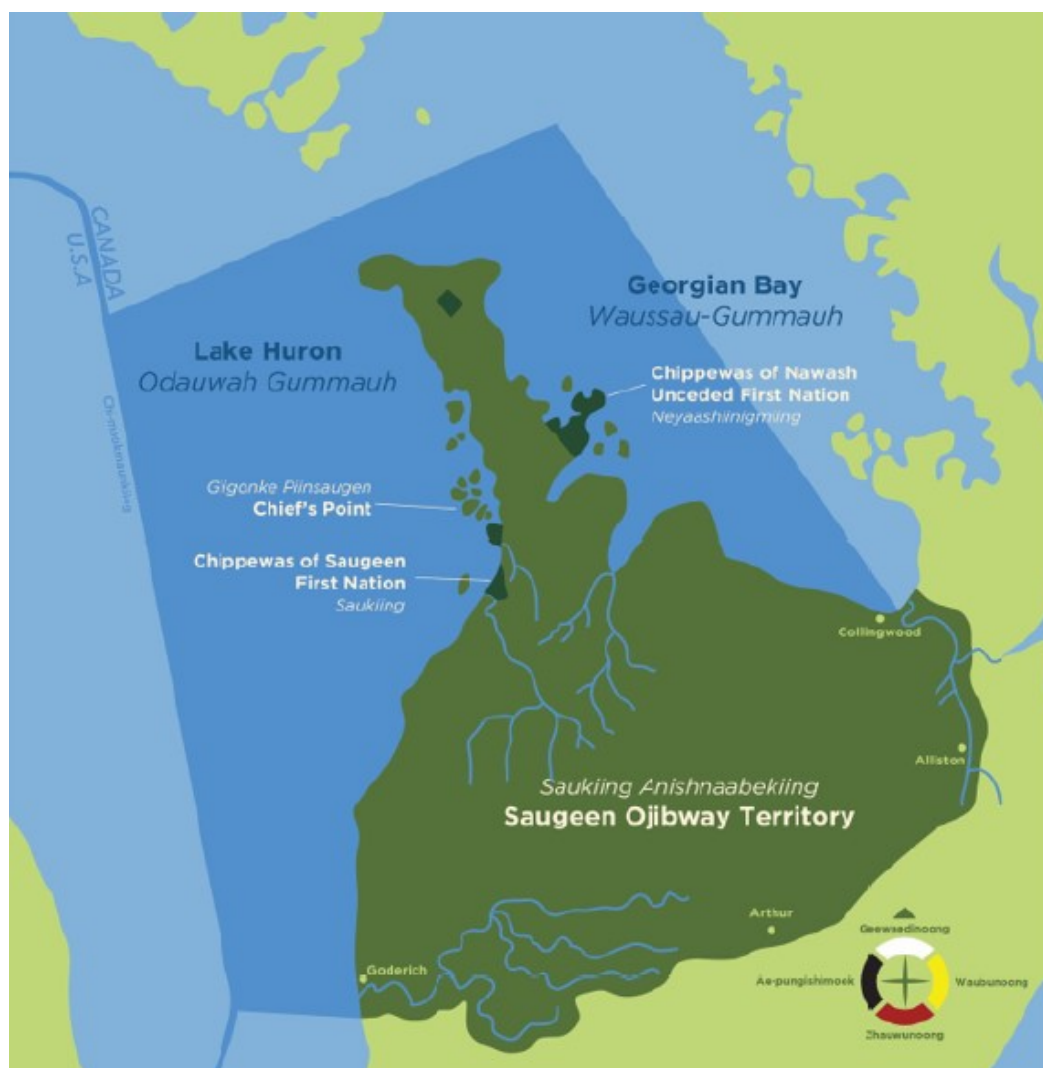 CANADA
U.S.A
Georgian Bay
Waussau-Gummauh
Lake Huron
Odauwah Gummauh
Chippewas of Nawash
Unceded First Nation
Neyaashiinigmiing
Gigonke Piinsaugen
Chief's Point
Chippewas of Saugeen
First Nation
Saukiing
Collingwood
Alliston
Saukiing Anishnaabekiing
Saugeen Ojibway Territory
Arthur
Goderich
Geewsedinoong
Ae-pungishimoek
Waubunoong
Zhauwunoong